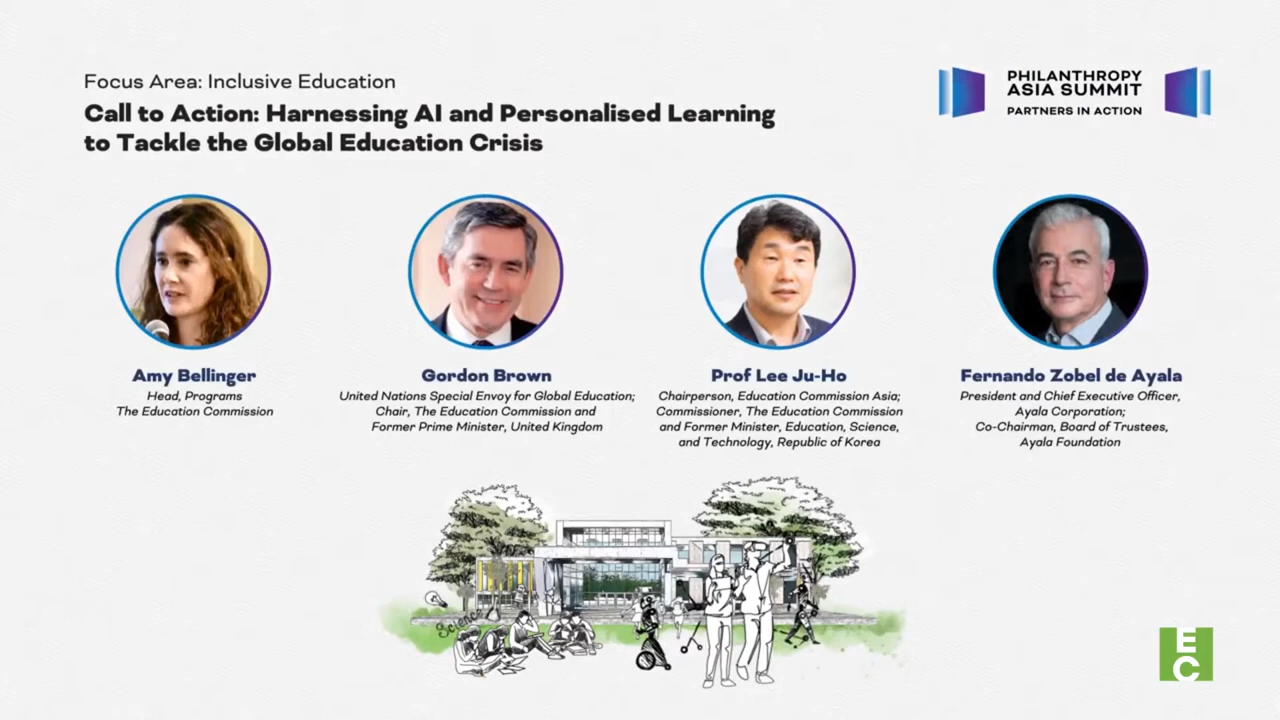 Focus Area: Inclusive Education
Call to Action: Harnessing AI and Personalised Learning
to Tackle the Global Education Crisis
PHILANTHROPY
ASIA SUMMIT
PARTNERS IN ACTION
Amy Bellinger
Head, Programs
The Education Commission
Gordon Brown
United Nations Special Envoy for Global Education;
Chair, The Education Commission and
Former Prime Minister, United Kingdom
Prof Lee Ju-Ho
Chairperson, Education Commission Asia;
Commissioner, The Education Commission
and Former Minister, Education, Science,
and Technology, Republic of Korea
Fernando Zobel de Ayala
President and Chief Executive Officer,
Ayala Corporation;
Co-Chairman, Board of Trustees,
Ayala Foundation
Science
E
C